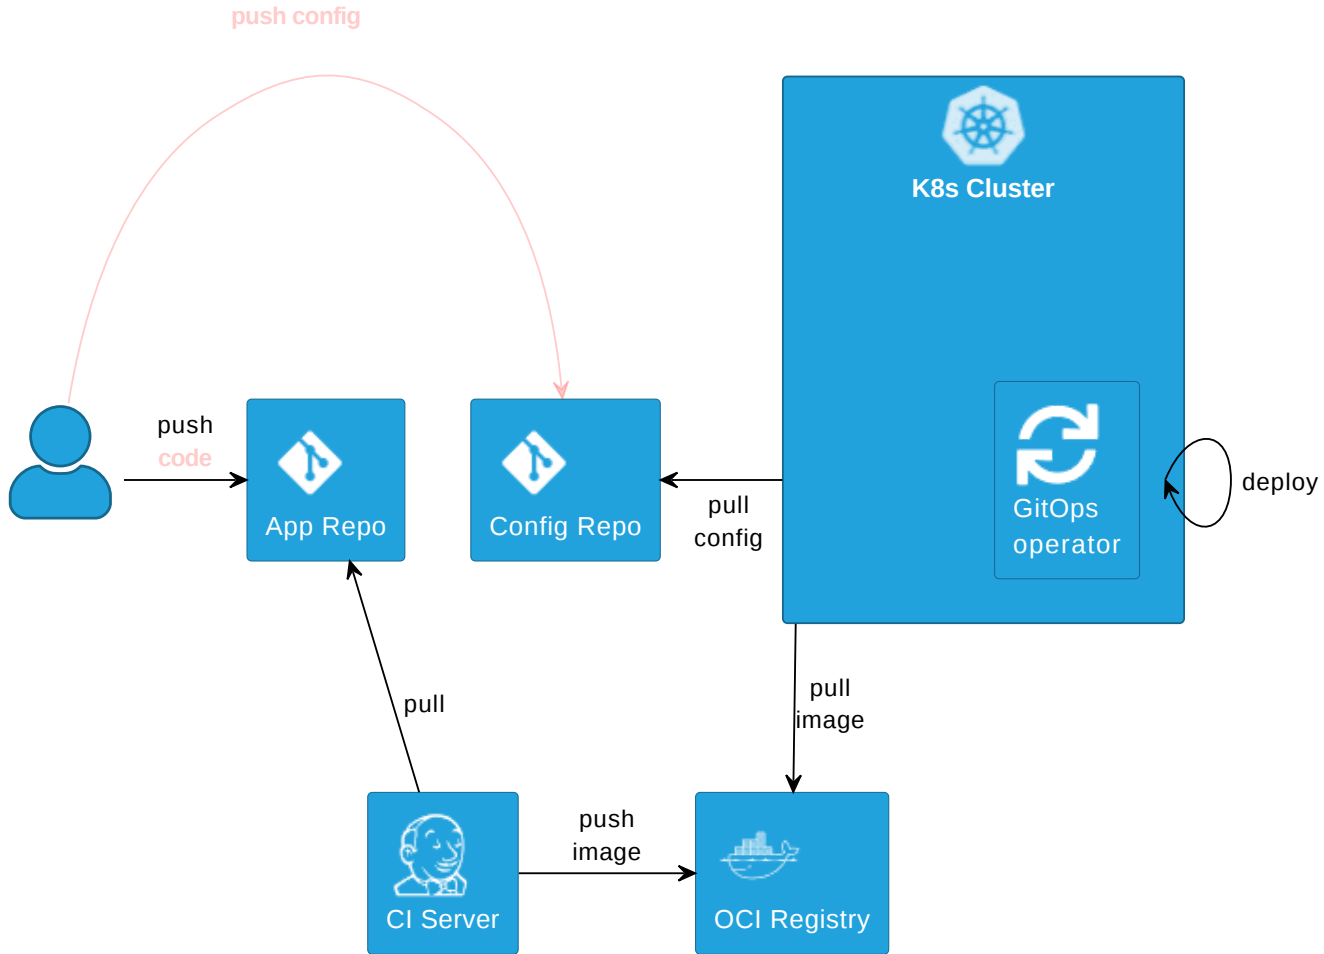 push config
K8s Cluster
push
code
App Repo
Config Repo
pull
config
GitOps
operator
deploy
pull
pull
image
push
image
CI Server
OCI Registry